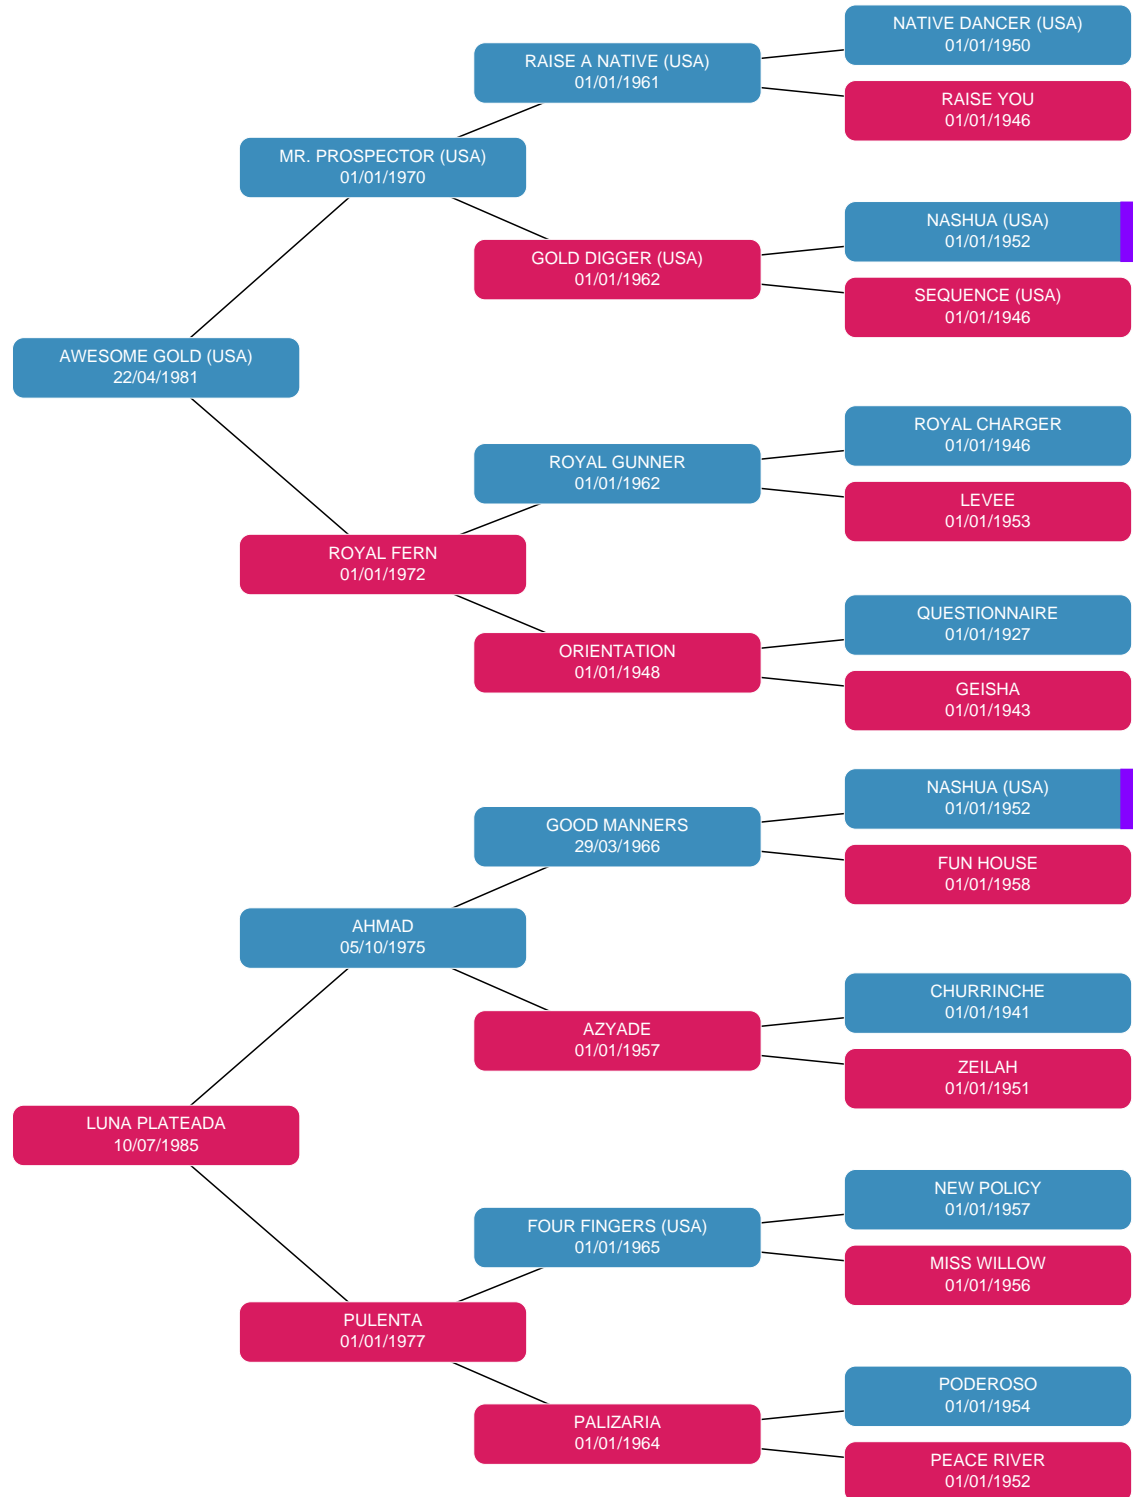 NATIVE DANCER (USA)
01/01/1950
RAISE A NATIVE (USA)
01/01/1961
RAISE YOU
01/01/1946
MR. PROSPECTOR (USA)
01/01/1970
NASHUA (USA)
01/01/1952
GOLD DIGGER (USA)
01/01/1962
SEQUENCE (USA)
01/01/1946
AWESOME GOLD (USA)
22/04/1981
ROYAL CHARGER
01/01/1946
ROYAL GUNNER
01/01/1962
LEVEE
01/01/1953
ROYAL FERN
01/01/1972
QUESTIONNAIRE
01/01/1927
ORIENTATION
01/01/1948
GEISHA
01/01/1943
NASHUA (USA)
01/01/1952
GOOD MANNERS
29/03/1966
FUN HOUSE
01/01/1958
AHMAD
05/10/1975
CHURRINCHE
01/01/1941
AZYADE
01/01/1957
ZEILAH
01/01/1951
LUNA PLATEADA
10/07/1985
NEW POLICY
01/01/1957
FOUR FINGERS (USA)
01/01/1965
MISS WILLOW
01/01/1956
PULENTA
01/01/1977
PODEROSO
01/01/1954
PALIZARIA
01/01/1964
PEACE RIVER
01/01/1952